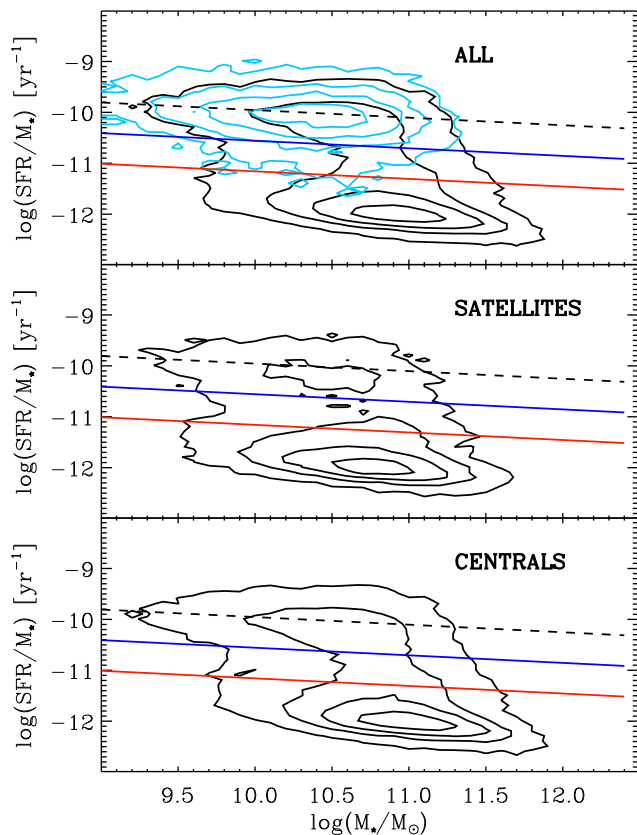 ALL
log(SFR/M★) [yr⁻¹]
-9
-10
-11
-12
SATELLITES
log(SFR/M★) [yr⁻¹]
-9
-10
-11
-12
CENTRALS
log(SFR/M★) [yr⁻¹]
-9
-10
-11
-12
9.5 10.0 10.5 11.0 11.5 12.0
log(M★/M⊙)